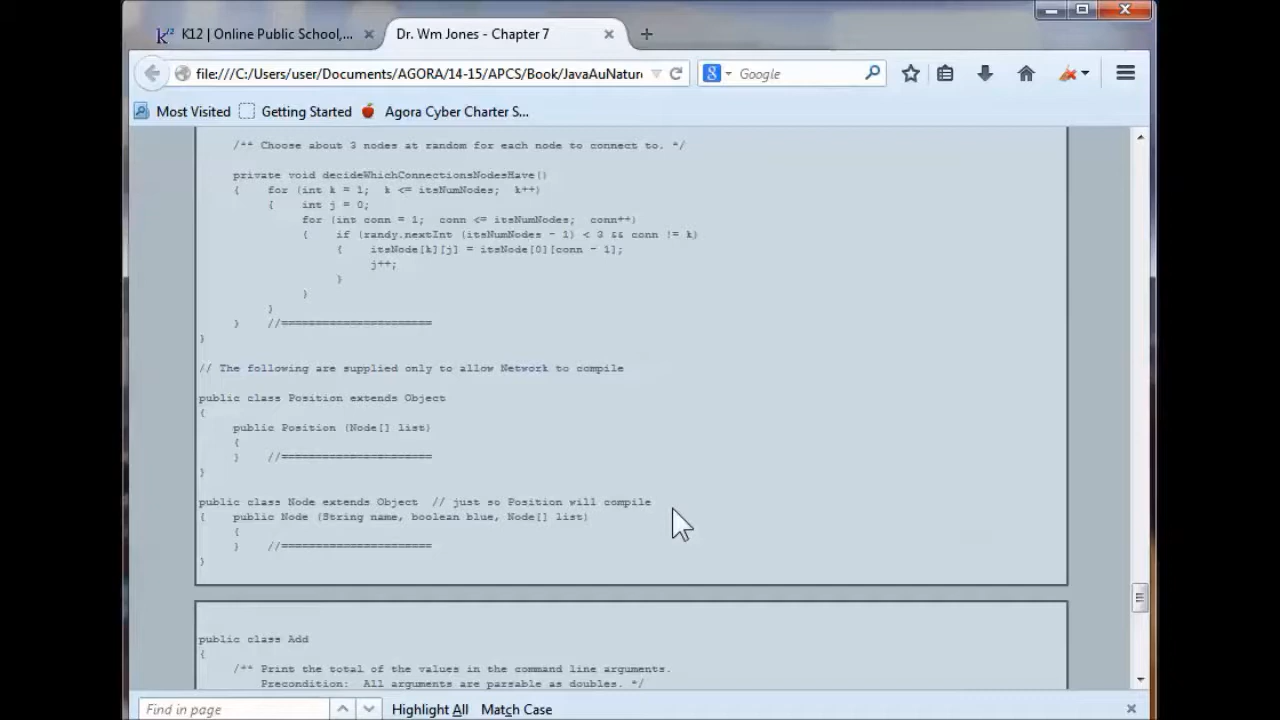 K12 | Online Public School,...
Dr. Wm Jones - Chapter 7
file:///C:/Users/user/Documents/AGORA/14-15/APCS/Book/JavaAuNature
Google
Most Visited
Getting Started
Agora Cyber Charter S...
/** Choose about 3 nodes at random for each node to connect to. */
private void decideWhichConnectionsNodesHave()
{ for (int k = 1; k <= itsNumNodes; k++)
{ int j = 0;
for (int conn = 1; conn <= itsNumNodes; conn++)
{ if (randy.nextInt (itsNumNodes - 1) < 3 && conn != k)
{ itsNode[k][j] = itsNode[0][conn - 1];
j++;
}
}
}
} //======================
}
// The following are supplied only to allow Network to compile
public class Position extends Object
{
public Position (Node[] list)
{
} //======================
}
public class Node extends Object // just so Position will compile
{ public Node (String name, boolean blue, Node[] list)
{
} //======================
}
public class Add
{
/** Print the total of the values in the command line arguments.
Precondition: All arguments are parsable as doubles. */
Find in page
Highlight All
Match Case